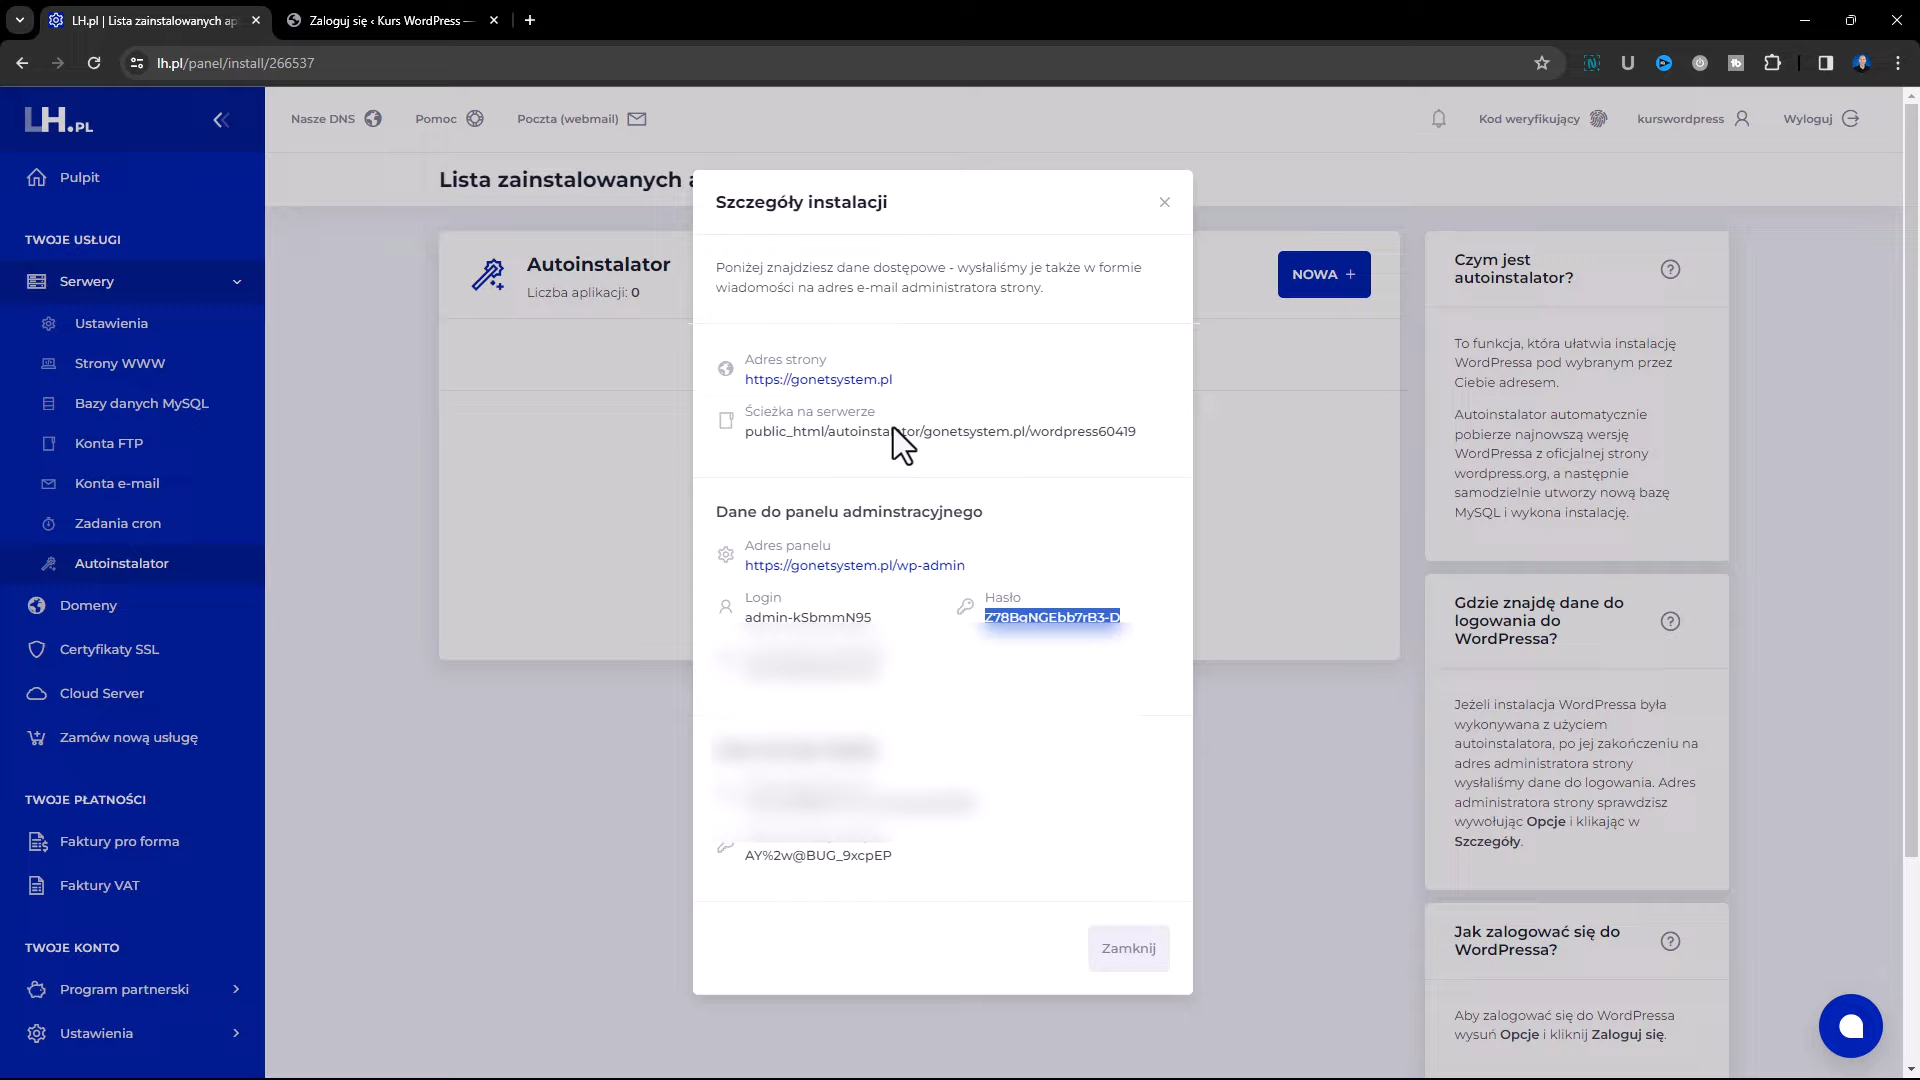 LH.pl | Lista zainstalowanych ap
Zaloguj się ‹ Kurs WordPress —
lh.pl/panel/install/266537
LH.PL
Nasze DNS
Pomoc
Poczta (webmail)
Kod weryfikujący
kurswordpress
Wyloguj
Pulpit
TWOJE USŁUGI
Serwery
Ustawienia
Strony WWW
Bazy danych MySQL
Konta FTP
Konta e-mail
Zadania cron
Autoinstalator
Domeny
Certyfikaty SSL
Cloud Server
Zamów nową usługę
TWOJE PŁATNOŚCI
Faktury pro forma
Faktury VAT
TWOJE KONTO
Program partnerski
Ustawienia
Lista zainstalowanych a
Autoinstalator
Liczba aplikacji: 0
NOWA +
Szczegóły instalacji
Poniżej znajdziesz dane dostępowe - wysłaliśmy je także w formie
wiadomości na adres e-mail administratora strony.
Adres strony
https://gonetsystem.pl
Ścieżka na serwerze
public_html/autoinstalator/gonetsystem.pl/wordpress60419
Dane do panelu adminstracyjnego
Adres panelu
https://gonetsystem.pl/wp-admin
Login
admin-kSbmmN95
Hasło
Z78BgNGEbb7rB3-D
AY%2w@BUG_9xcpEP
Zamknij
Czym jest
autoinstalator?
To funkcja, która ułatwia instalację
WordPressa pod wybranym przez
Ciebie adresem.
Autoinstalator automatycznie
pobierze najnowszą wersję
WordPressa z oficjalnej strony
wordpress.org, a następnie
samodzielnie utworzy nową bazę
MySQL i wykona instalację.
Gdzie znajdę dane do
logowania do
WordPressa?
Jeżeli instalacja WordPressa była
wykonywana z użyciem
autoinstalatora, po jej zakończeniu na
adres administratora strony
wysłaliśmy dane do logowania. Adres
administratora strony sprawdzisz
wywołując Opcje i klikając w
Szczegóły.
Jak zalogować się do
WordPressa?
Aby zalogować się do WordPressa
wysuń Opcje i kliknij Zaloguj się.